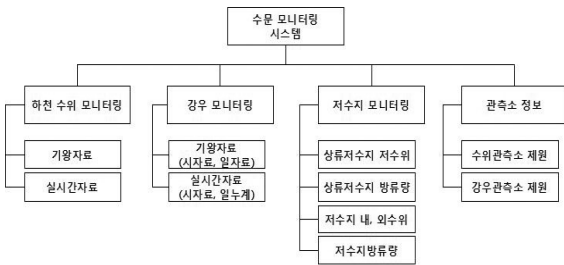 수문 모니터링
시스템
하천 수위 모니터링
강우 모니터링
저수지 모니터링
관측소 정보
기왕자료
실시간자료
기왕자료
(시자료, 일자료)
실시간자료
(시자료, 일누계)
상류저수지 저수위
상류저수지 방류량
저수지 내, 외수위
저수지방류량
수위관측소 제원
강우관측소 제원